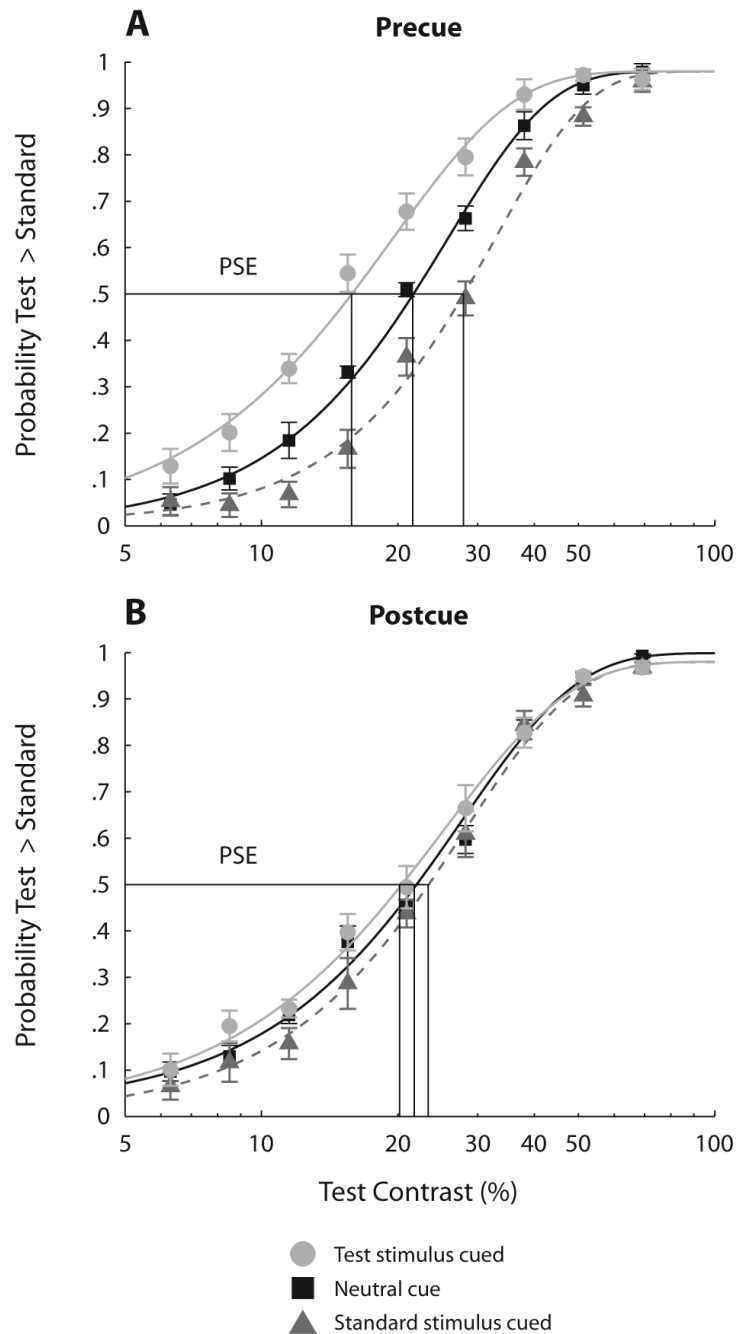 A Precue
1
.9
.8
.7
.6
.5
.4
.3
.2
.1
0
PSE
Probability Test > Standard
5 10 20 30 40 50 100
B Postcue
1
.9
.8
.7
.6
.5
.4
.3
.2
.1
0
PSE
Probability Test > Standard
5 10 20 30 40 50 100
Test Contrast (%)
Test stimulus cued
Neutral cue
Standard stimulus cued